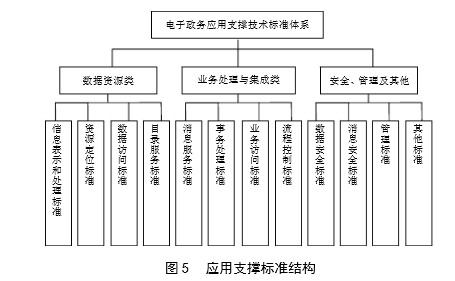 电子政务应用支撑技术标准体系
数据资源类
业务处理与集成类
安全、管理及其他
信息表示和处理标准
资源定位标准
数据访问标准
目录服务标准
消息服务标准
事务处理标准
业务访问标准
流程控制标准
数据安全标准
消息安全标准
管理标准
其他标准
图 5 应用支撑标准结构